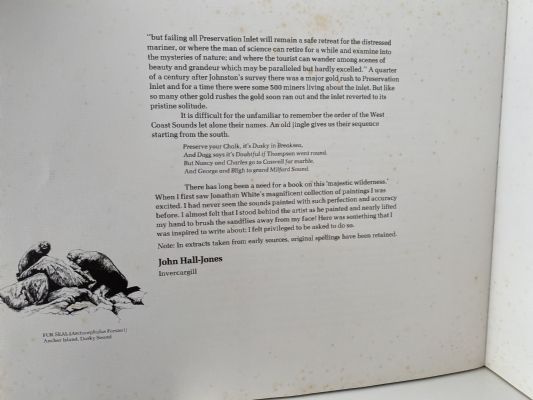 "but failing all Preservation Inlet will remain a safe retreat for the distressed
mariner, or where the man of science can retire for a while and examine into
the mysteries of nature; and where the tourist can wander among scenes of
beauty and grandeur which may be paralleled but hardly excelled." A quarter
of a century after Johnston's survey there was a major gold rush to Preservation
Inlet and for a time there were some 500 miners living about the Inlet. But like
so many other gold rushes the gold soon ran out and the inlet reverted to its
pristine solitude.
It is difficult for the unfamiliar to remember the order of the West
Coast Sounds let alone their names. An old jingle gives us their sequence
starting from the south.
Preserve your Chalk, it's Dusky in Breaksea,
And Dagg says it's Doubtful if Thompson went round.
But Nancy and Charles go to Caswell for marble,
And George and Bligh to grand Milford Sound.
There has long been a need for a book on this 'majestic wilderness.'
When I first saw Jonathan White's magnificent collection of paintings I was
excited. I had never seen the sounds painted with such perfection and accuracy
before. I almost felt that I stood behind the artist as he painted and nearly lifted
my hand to brush the sandflies away from my face! Here was something that I
was inspired to write about; I felt privileged to be asked to do so.
Note: In extracts taken from early sources, original spellings have been retained.
John Hall-Jones
Invercargill
FUR SEAL (Arctocephalus Forsteri)
Anchor Island, Dusky Sound